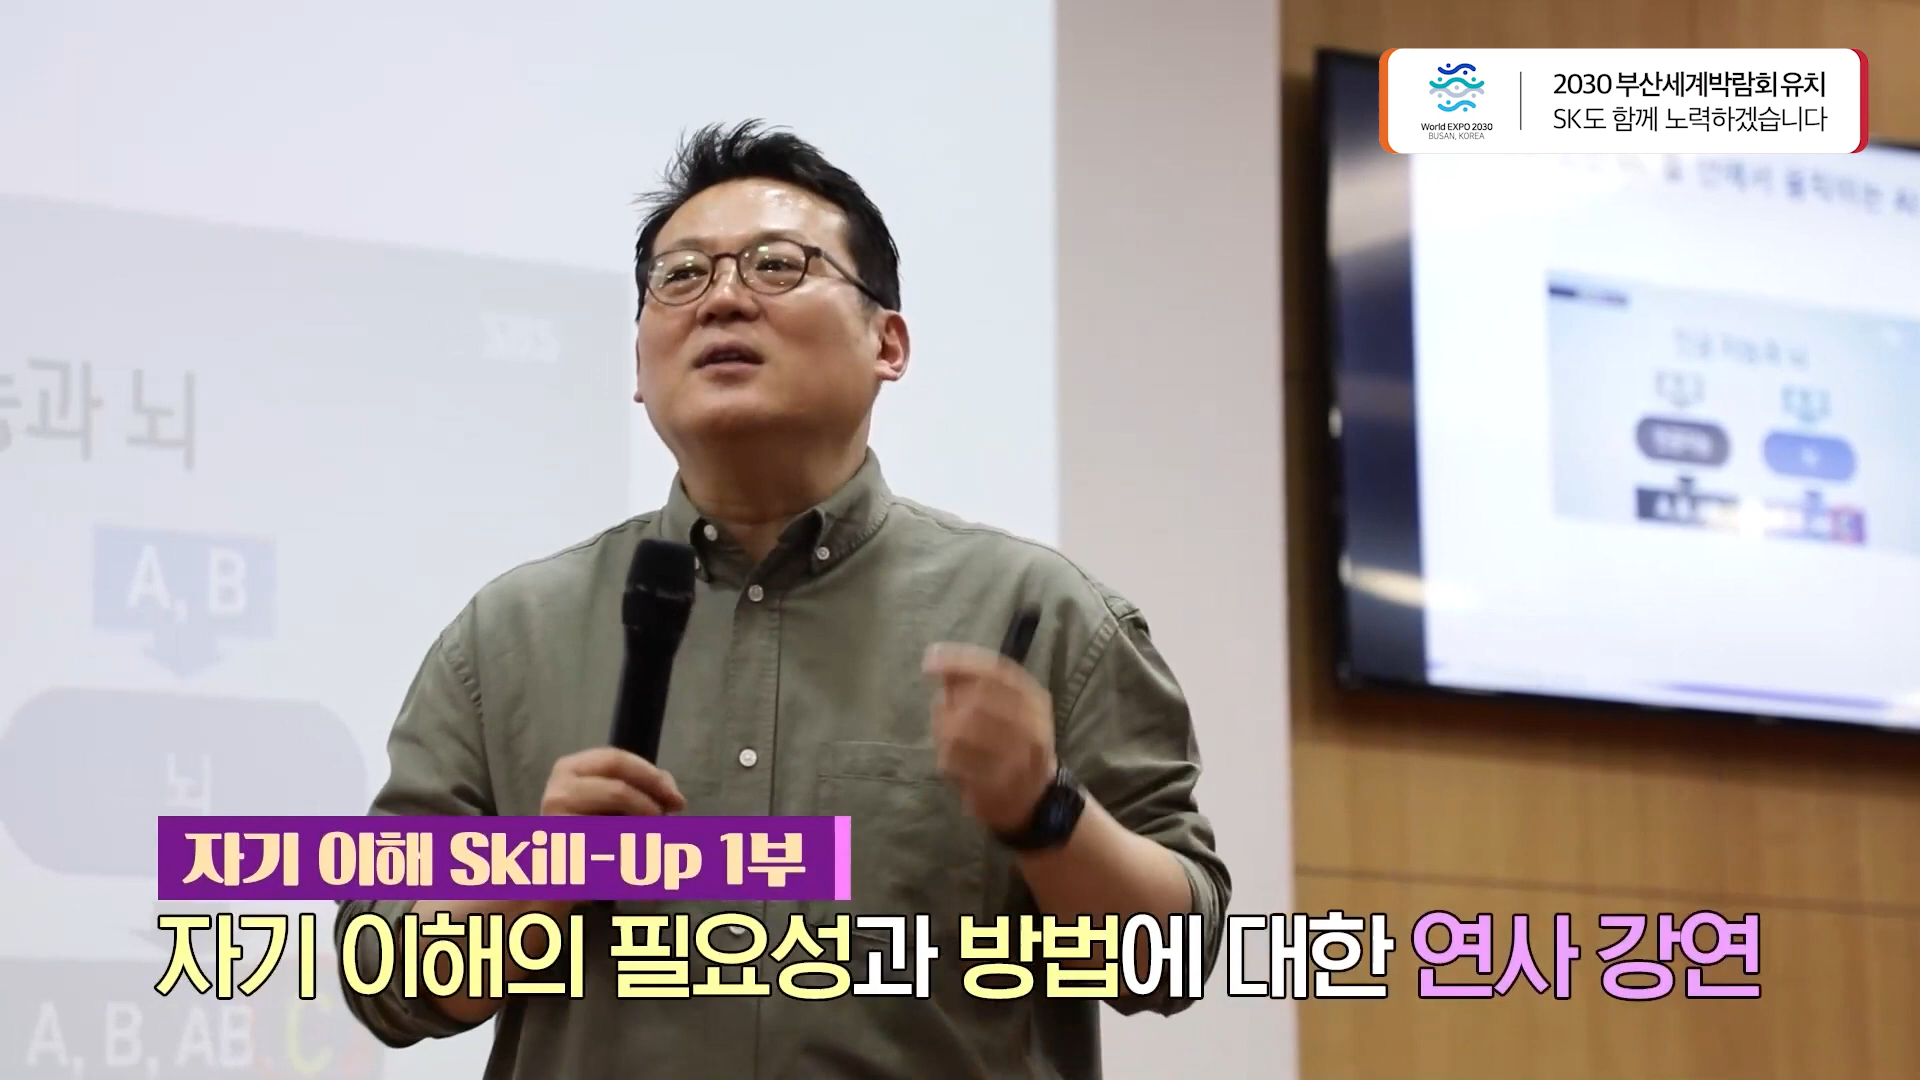 World EXPO 2030
BUSAN, KOREA
2030 부산세계박람회 유치
SK도 함께 노력하겠습니다
SBS
과 뇌
A, B
뇌
A, B, AB, C
자기 이해 Skill-Up 1부
자기 이해의 필요성과 방법에 대한 연사 강연